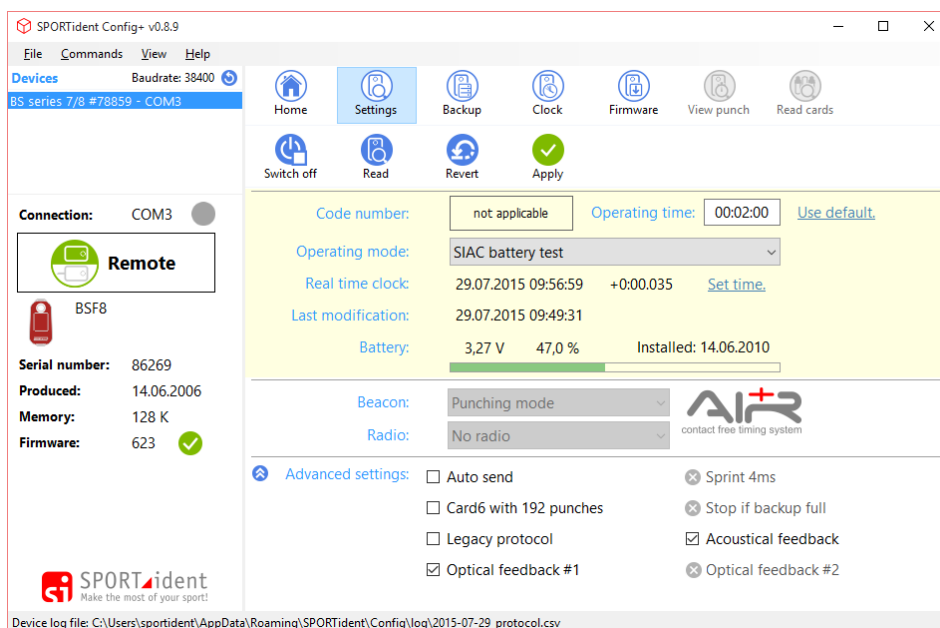 SPORTident Config+ v0.8.9
File Commands View Help
Devices Baudrate: 38400
BS series 7/8 #78859 - COM3
Home Settings Backup Clock Firmware View punch Read cards
Switch off Read Revert Apply
Connection: COM3
Remote
BSF8
Serial number: 86269
Produced: 14.06.2006
Memory: 128 K
Firmware: 623
Code number: not applicable Operating time: 00:02:00 Use default.
Operating mode: SIAC battery test
Real time clock: 29.07.2015 09:56:59 +0:00.035 Set time.
Last modification: 29.07.2015 09:49:31
Battery: 3,27 V 47,0 % Installed: 14.06.2010
Beacon: Punching mode
Radio: No radio
AIR+
contact free timing system
Advanced settings: Auto send Sprint 4ms
Card6 with 192 punches Stop if backup full
Legacy protocol Acoustical feedback
Optical feedback #1 Optical feedback #2
si SPORTident
Make the most of your sport!
Device log file: C:\Users\sportident\AppData\Roaming\SPORTident\Config\log\2015-07-29_protocol.csv